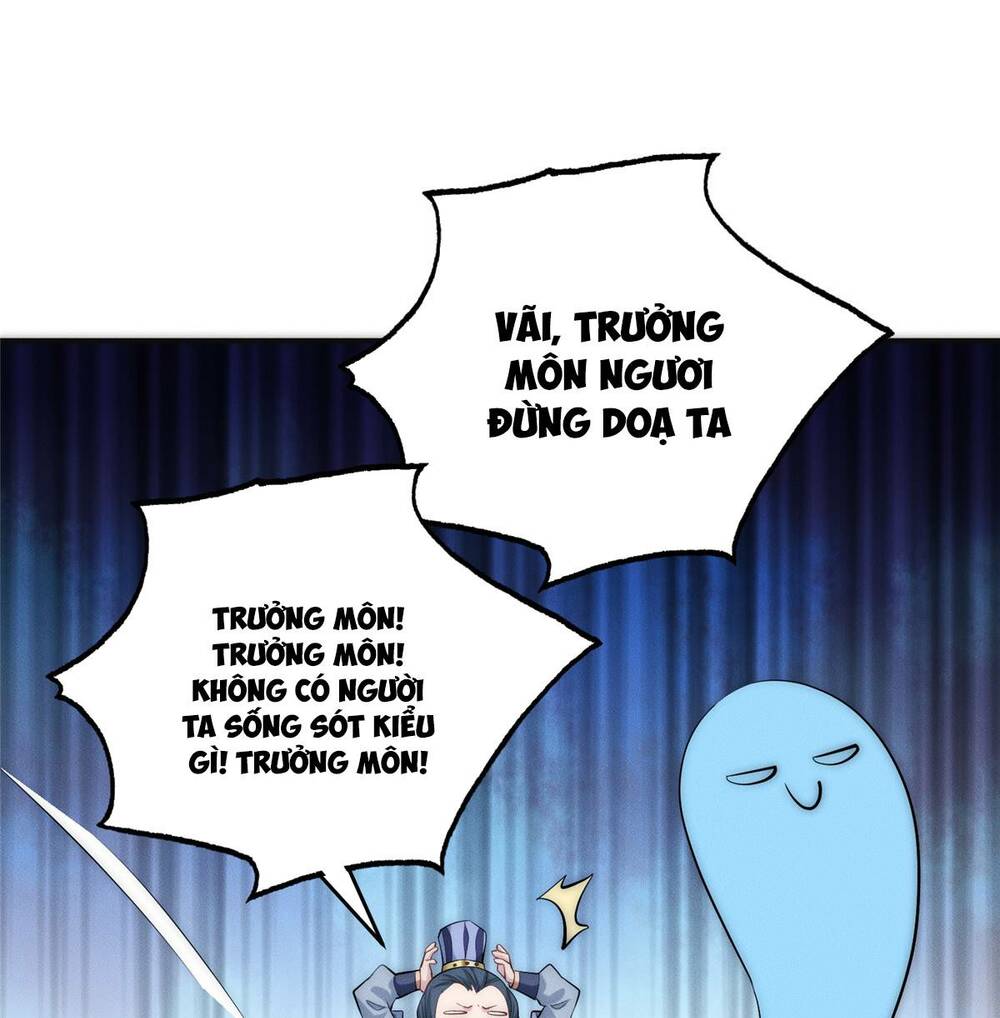 VÃI, TRƯỞNG
MÔN NGƯƠI
ĐỪNG DOẠ TA
TRƯỞNG MÔN!
TRƯỞNG MÔN!
KHÔNG CÓ NGƯỜI
TA SỐNG SÓT KIỂU
GÌ! TRƯỞNG MÔN!